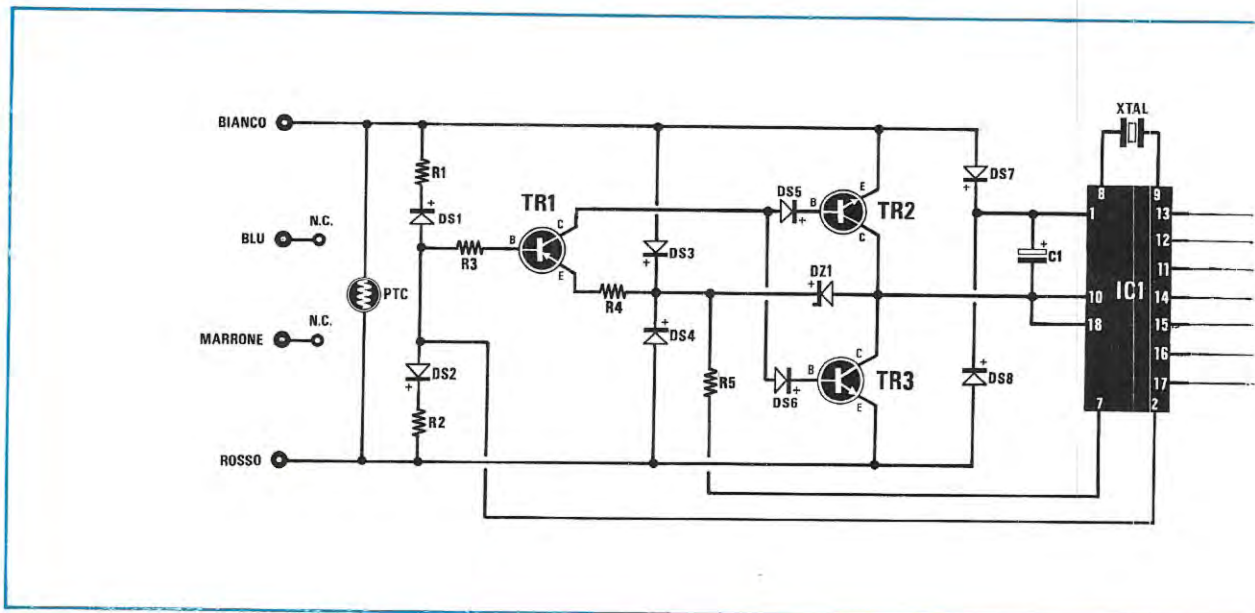 XTAL
BIANCO
R1
DS7
8
9
DS5
E
1
13
+
DS1
TR1
B
TR2
C
12
BLU
N.C.
R3
B
C
DS3
C1
11
E
DZ1
10
IC1
14
PTC
R4
18
15
MARRONE
N.C.
DS4
C
16
DS2
R5
B
TR3
DS8
17
DS6
E
7
2
R2
ROSSO